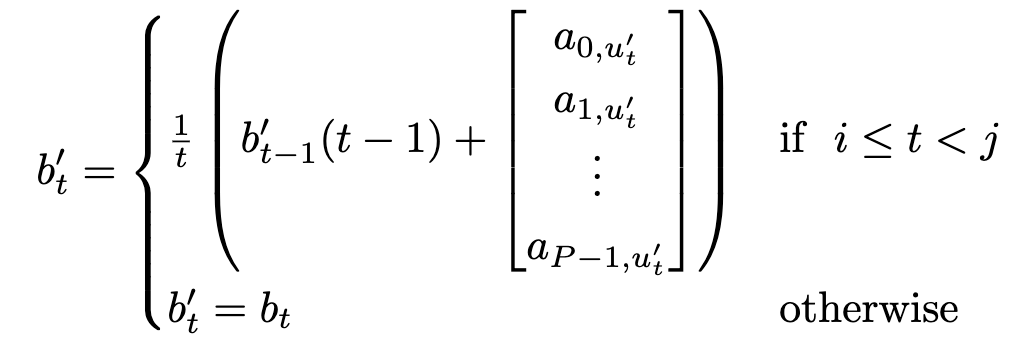 b′_t = { 1/t ( b′_{t−1}(t − 1) + [ a_{0,u′_t} a_{1,u′_t} ⋮ a_{P−1,u′_t} ] ) if i ≤ t < j
b′_t = b_t otherwise